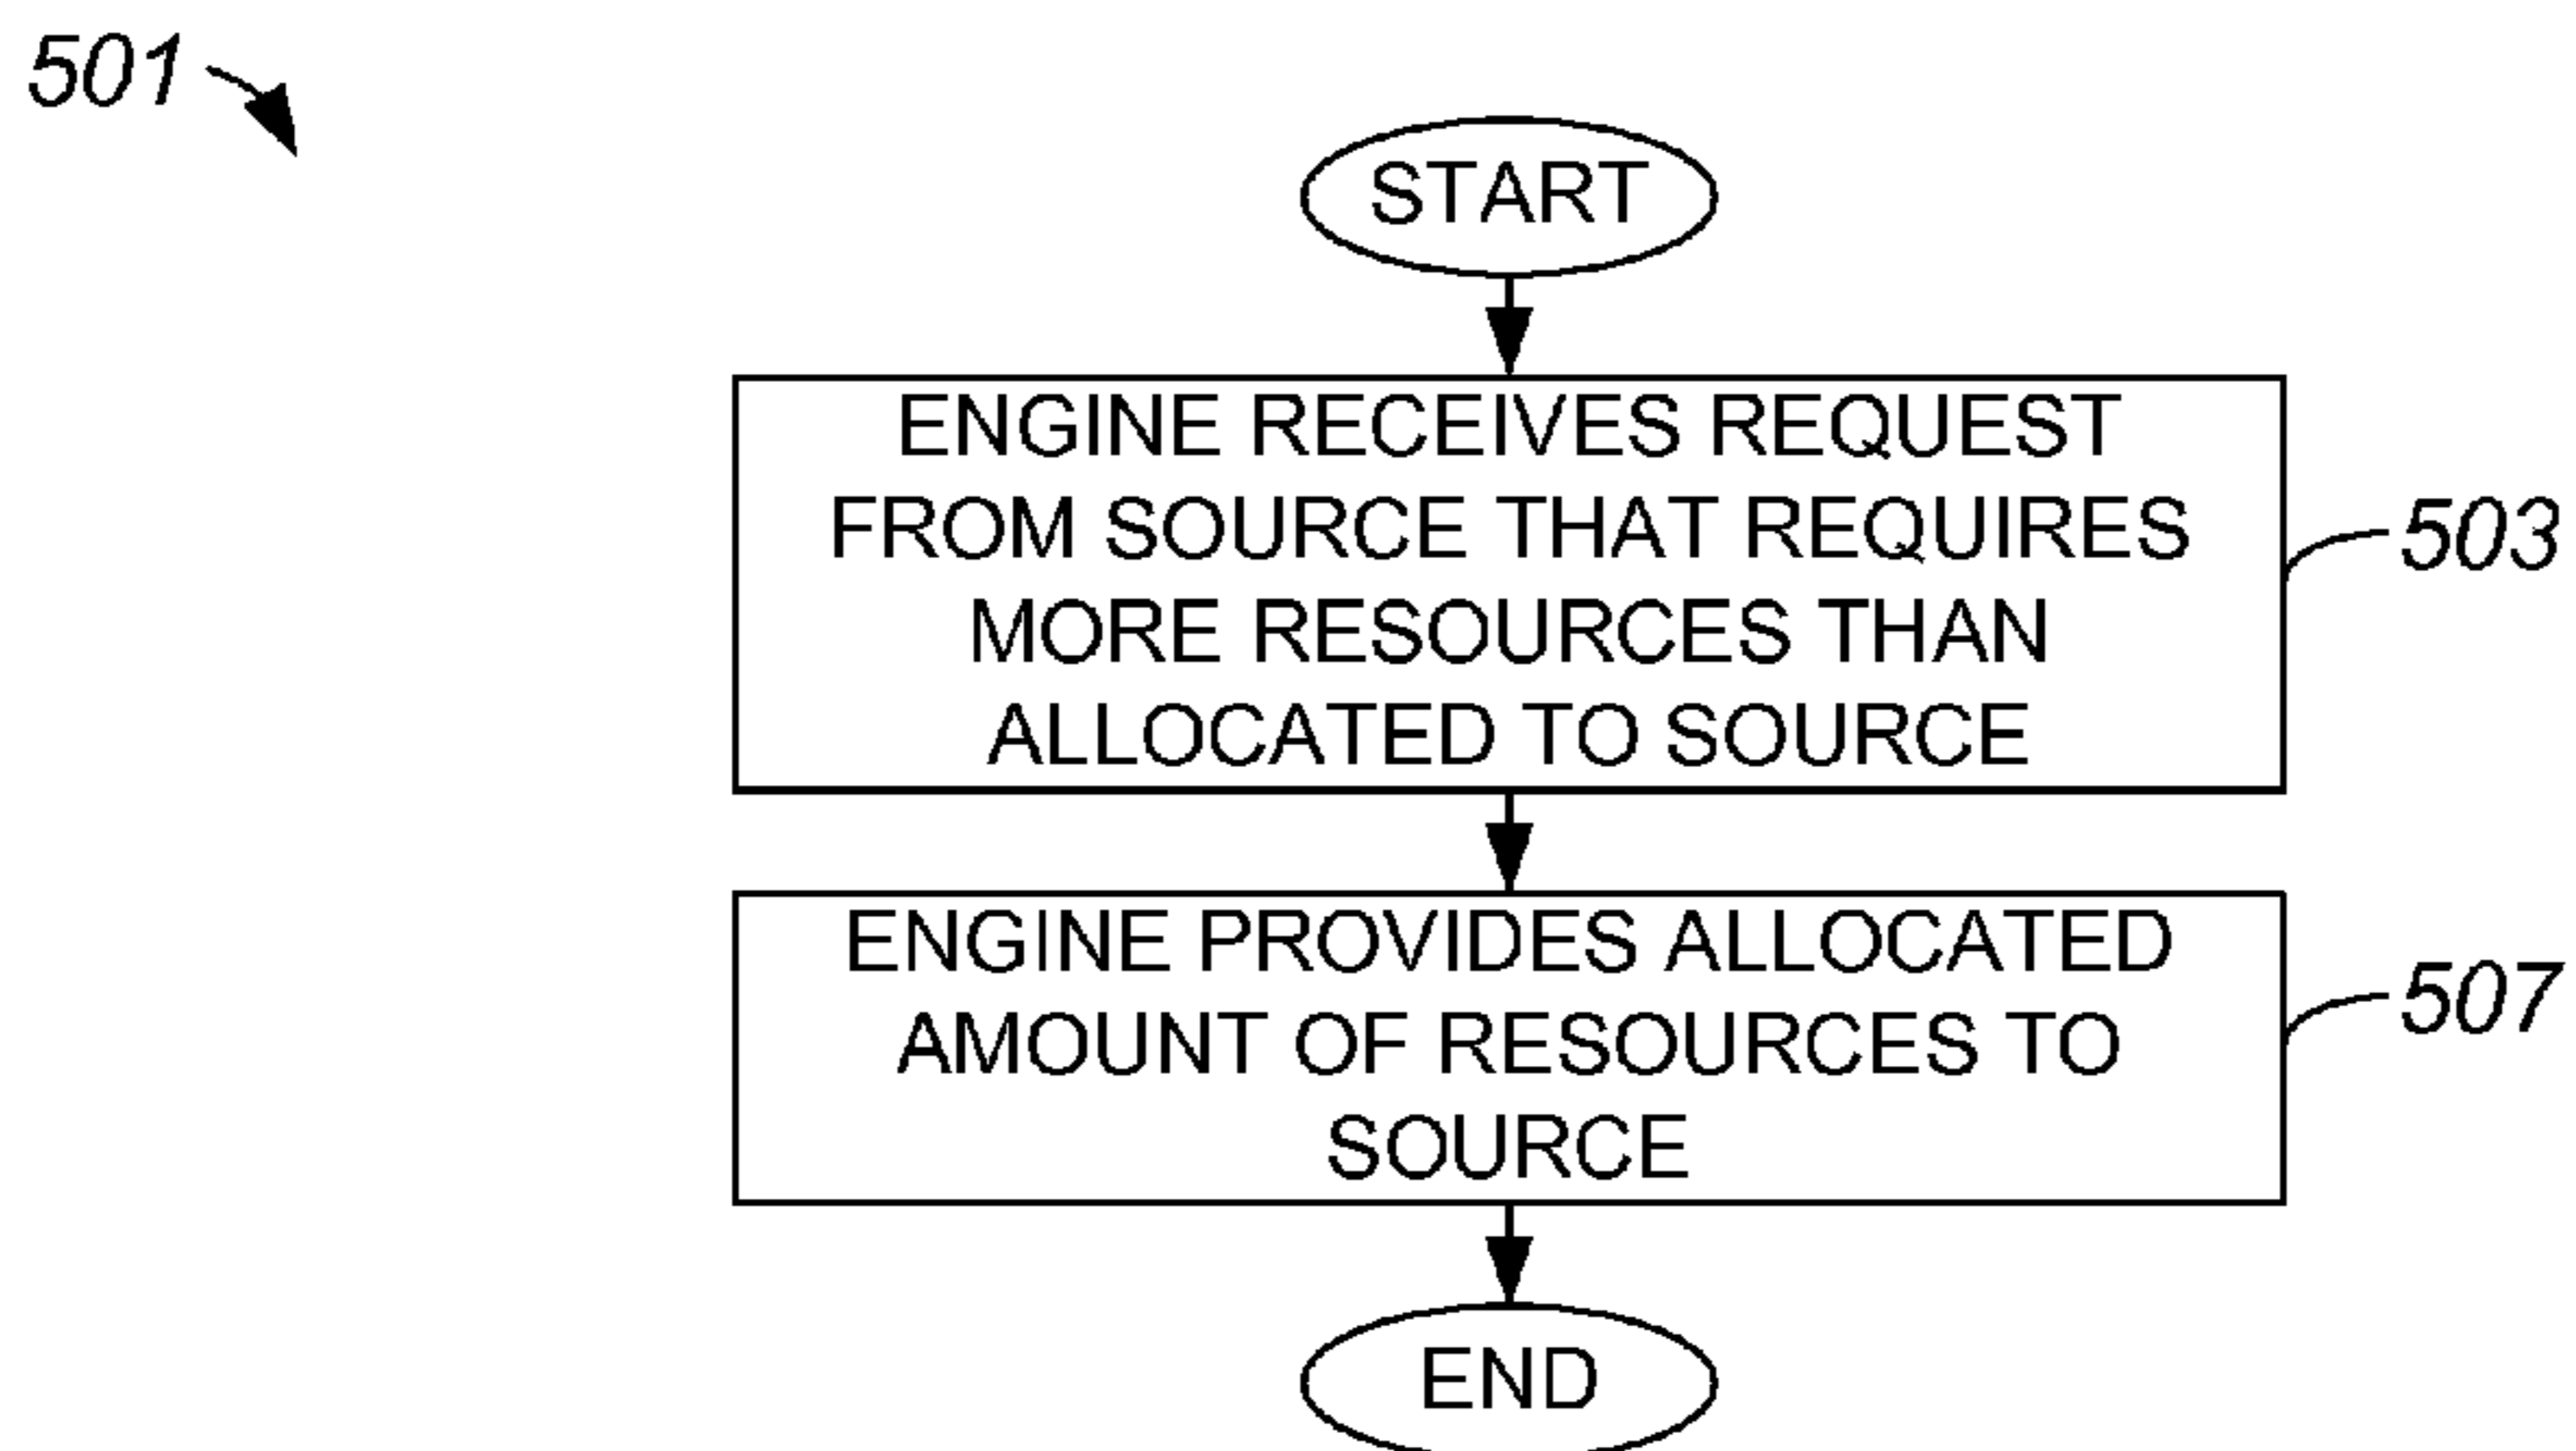 501
START
ENGINE RECEIVES REQUEST
FROM SOURCE THAT REQUIRES
MORE RESOURCES THAN
ALLOCATED TO SOURCE
503
ENGINE PROVIDES ALLOCATED
AMOUNT OF RESOURCES TO
SOURCE
507
END